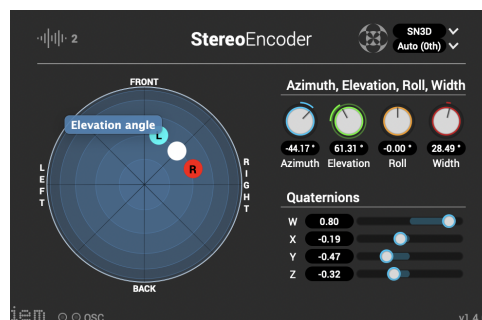 2
StereoEncoder
SN3D
Auto (0th)
FRONT
Azimuth, Elevation, Roll, Width
Elevation angle
L
R
LEFT
RIGHT
BACK
-44.17 °
61.31 °
-0.00 °
28.49 °
Azimuth
Elevation
Roll
Width
Quaternions
W 0.80
X -0.19
Y -0.47
Z -0.32
iem
OSC
v1.4